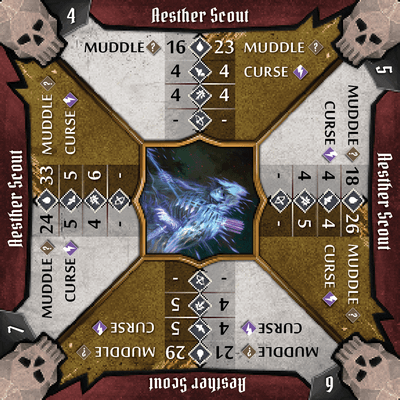 4
Aesther Scout
MUDDLE 16 23 MUDDLE
4 4 CURSE
4 4
- -
5
Aesther Scout
MUDDLE 18 26 MUDDLE
CURSE 4 4 CURSE
4 5
- -
6
Aesther Scout
MUDDLE 21 29 MUDDLE
CURSE 4 5 CURSE
4 5
- -
7
Aesther Scout
MUDDLE 24 33 MUDDLE
CURSE 5 5 CURSE
4 6
- -